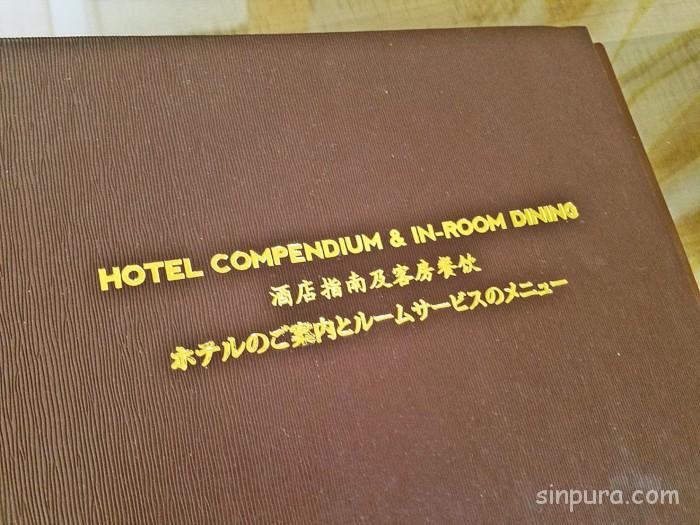 HOTEL COMPENDIUM & IN-ROOM DINING
酒店指南及客房餐飲
ホテルのご案内とルームサービスのメニュー
sinpura.com